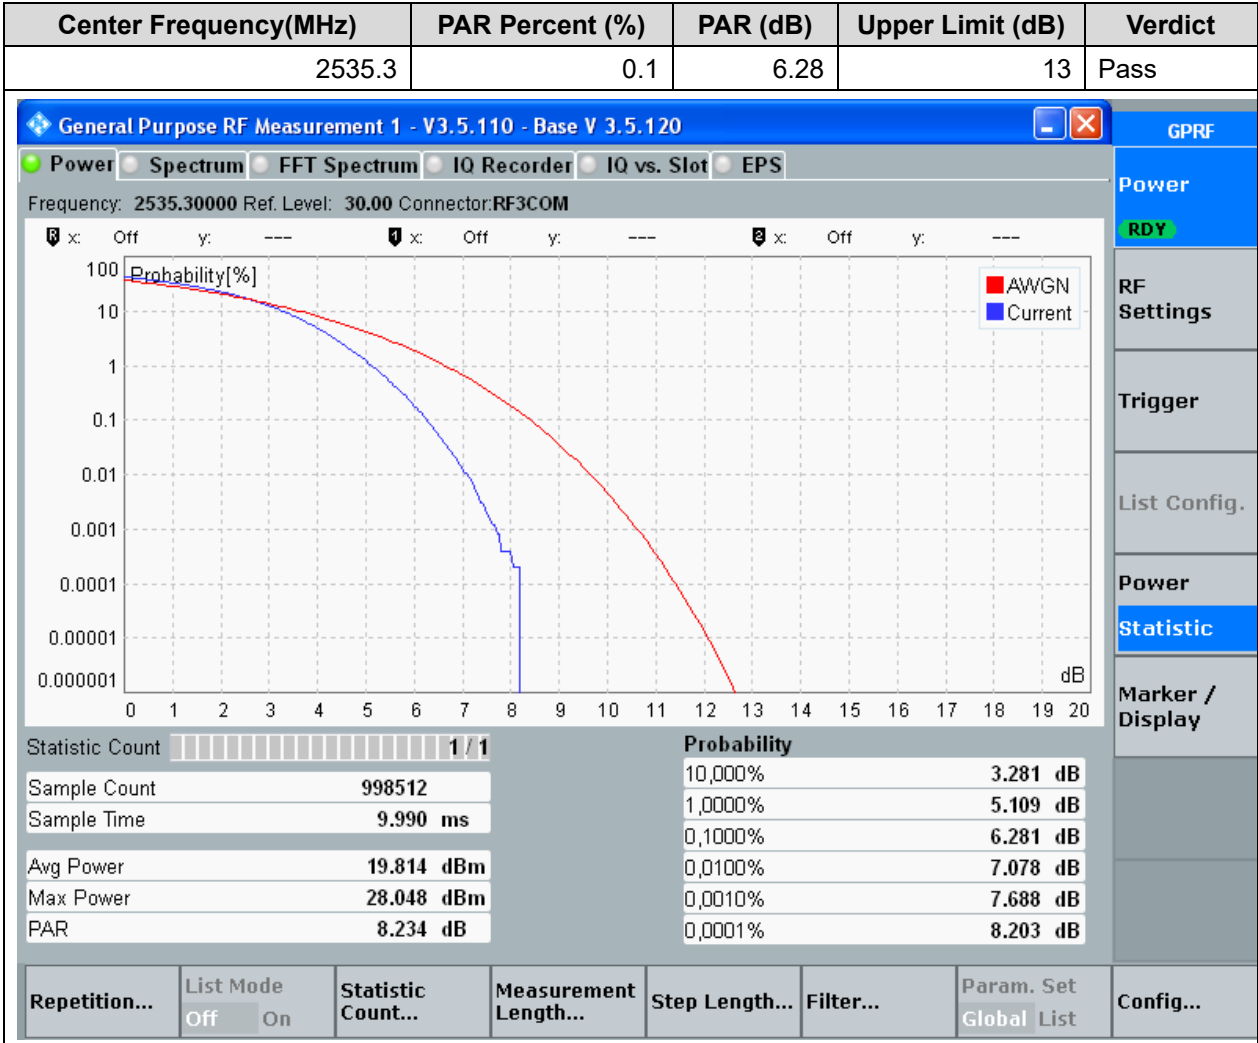 Center Frequency(MHz) PAR Percent (%) PAR (dB) Upper Limit (dB) Verdict
2535.3 0.1 6.28 13 Pass
General Purpose RF Measurement 1 - V3.5.110 - Base V 3.5.120
GPRF
Power Spectrum FFT Spectrum IQ Recorder IQ vs. Slot EPS
Power
RDY
Frequency: 2535.30000 Ref. Level: 30.00 Connector:RF3COM
R x: Off y: --- 1 x: Off y: --- 2 x: Off y: ---
Probability[%]
AWGN
Current
100
10
1
0.1
0.01
0.001
0.0001
0.00001
0.000001
dB
0 1 2 3 4 5 6 7 8 9 10 11 12 13 14 15 16 17 18 19 20
RF
Settings
Trigger
List Config.
Power
Statistic
Marker /
Display
Statistic Count 1 / 1
Sample Count 998512
Sample Time 9.990 ms
Avg Power 19.814 dBm
Max Power 28.048 dBm
PAR 8.234 dB
Probability
10,000% 3.281 dB
1,0000% 5.109 dB
0,1000% 6.281 dB
0,0100% 7.078 dB
0,0010% 7.688 dB
0,0001% 8.203 dB
Repetition...
List Mode
Off On
Statistic
Count...
Measurement
Length...
Step Length...
Filter...
Param. Set
Global List
Config...